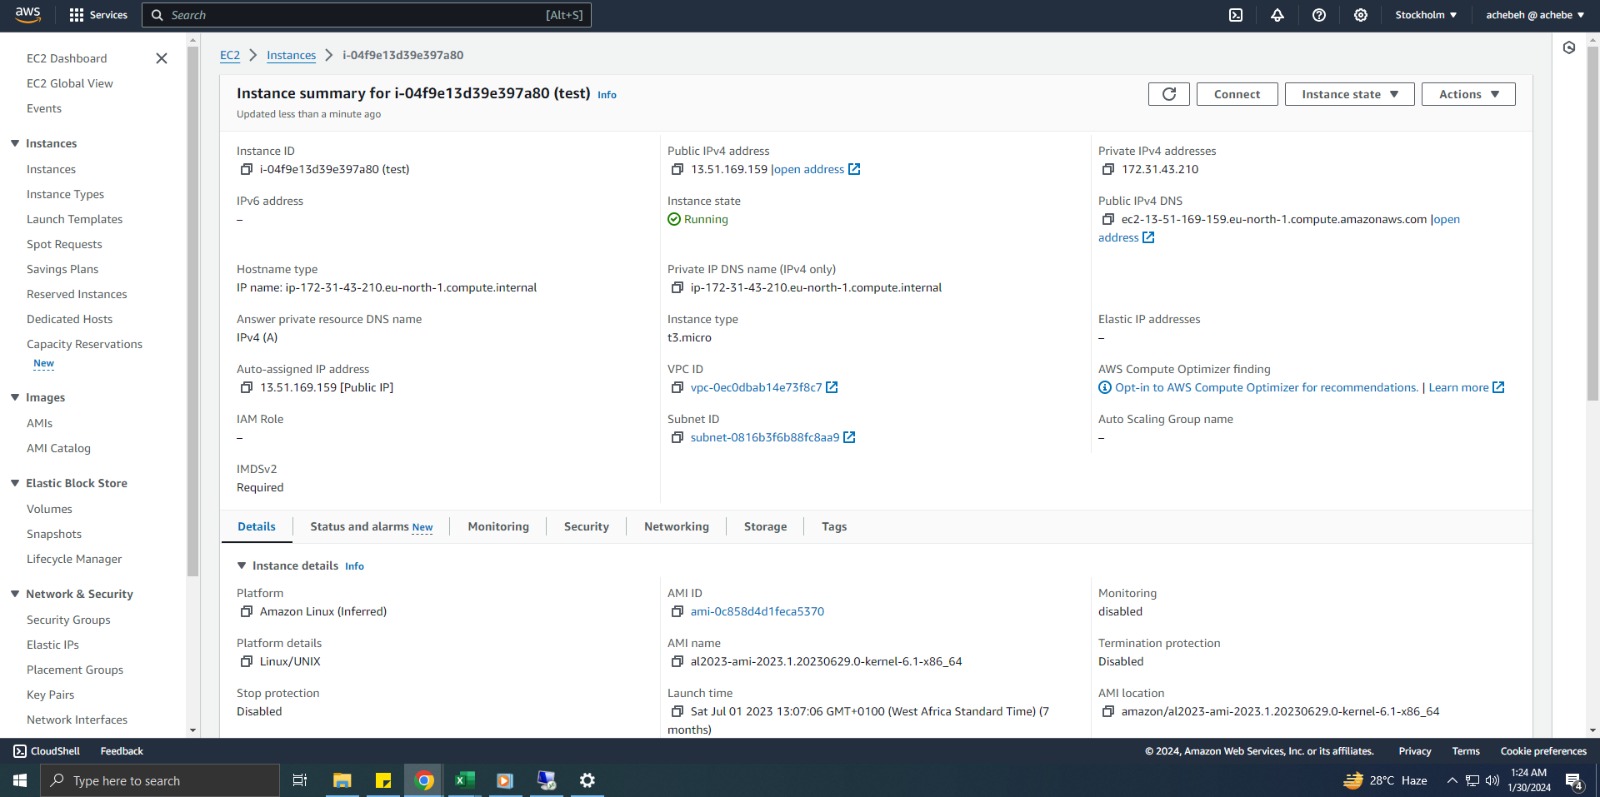 aws
Services
Search
[Alt+S]
Stockholm
achebeh @ achebe
EC2 Dashboard
EC2 Global View
Events
Instances
Instances
Instance Types
Launch Templates
Spot Requests
Savings Plans
Reserved Instances
Dedicated Hosts
Capacity Reservations
New
Images
AMIs
AMI Catalog
Elastic Block Store
Volumes
Snapshots
Lifecycle Manager
Network & Security
Security Groups
Elastic IPs
Placement Groups
Key Pairs
Network Interfaces
EC2 > Instances > i-04f9e13d39e397a80
Instance summary for i-04f9e13d39e397a80 (test) Info
Updated less than a minute ago
Connect
Instance state
Actions
Instance ID
i-04f9e13d39e397a80 (test)
Public IPv4 address
13.51.169.159 |open address
Private IPv4 addresses
172.31.43.210
IPv6 address
–
Instance state
Running
Public IPv4 DNS
ec2-13-51-169-159.eu-north-1.compute.amazonaws.com |open
address
Hostname type
IP name: ip-172-31-43-210.eu-north-1.compute.internal
Private IP DNS name (IPv4 only)
ip-172-31-43-210.eu-north-1.compute.internal
Answer private resource DNS name
IPv4 (A)
Instance type
t3.micro
Elastic IP addresses
–
Auto-assigned IP address
13.51.169.159 [Public IP]
VPC ID
vpc-0ec0dbab14e73f8c7
AWS Compute Optimizer finding
Opt-in to AWS Compute Optimizer for recommendations. | Learn more
IAM Role
–
Subnet ID
subnet-0816b3f6b88fc8aa9
Auto Scaling Group name
–
IMDSv2
Required
Details
Status and alarms New
Monitoring
Security
Networking
Storage
Tags
Instance details Info
Platform
Amazon Linux (Inferred)
AMI ID
ami-0c858d4d1feca5370
Monitoring
disabled
Platform details
Linux/UNIX
AMI name
al2023-ami-2023.1.20230629.0-kernel-6.1-x86_64
Termination protection
Disabled
Stop protection
Disabled
Launch time
Sat Jul 01 2023 13:07:06 GMT+0100 (West Africa Standard Time) (7
months)
AMI location
amazon/al2023-ami-2023.1.20230629.0-kernel-6.1-x86_64
CloudShell
Feedback
© 2024, Amazon Web Services, Inc. or its affiliates.
Privacy
Terms
Cookie preferences
Type here to search
28°C Haze
1:24 AM
1/30/2024
4